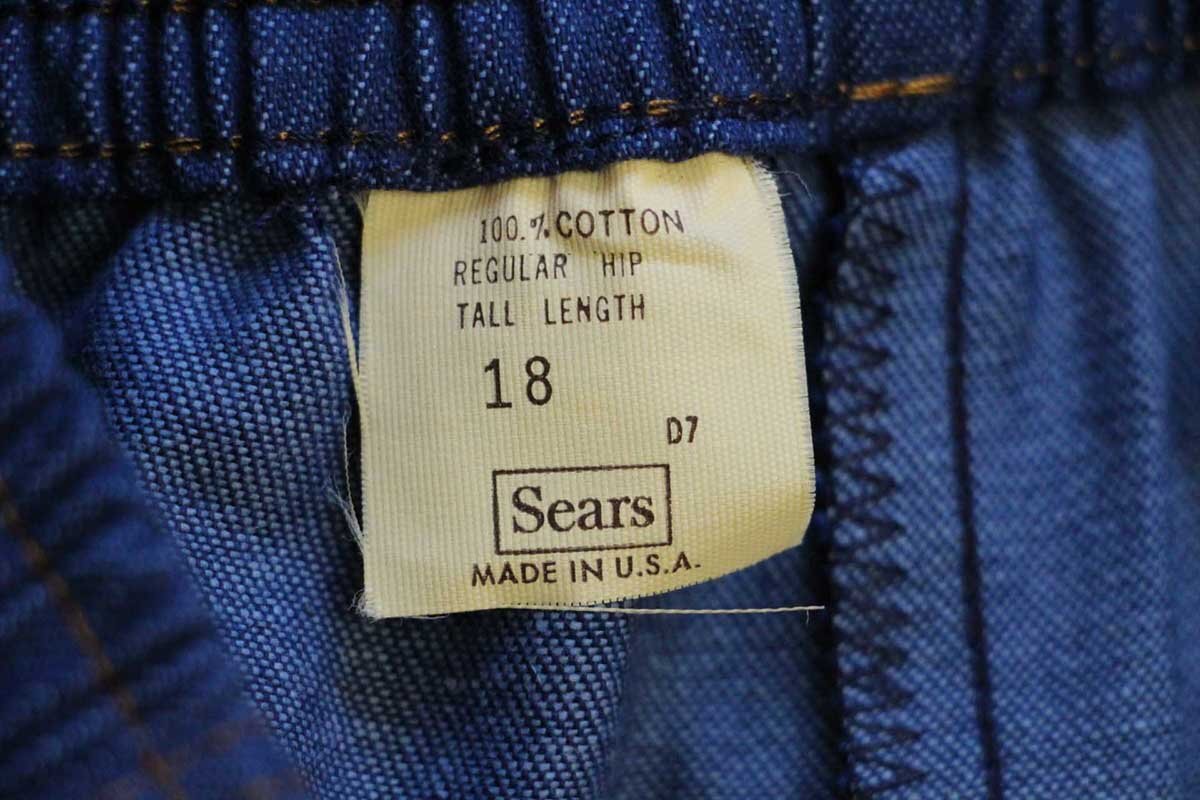 100.% COTTON
REGULAR HIP
TALL LENGTH
18
D7
Sears
MADE IN U.S.A.